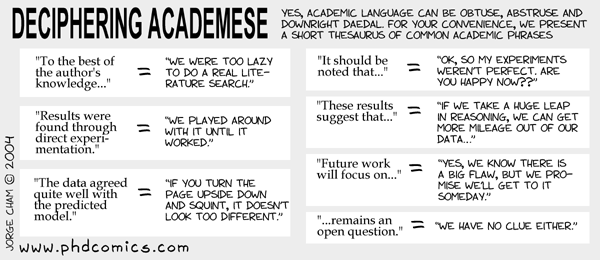 DECIPHERING ACADEMESE
YES, ACADEMIC LANGUAGE CAN BE OBTUSE, ABSTRUSE AND
DOWNRIGHT DAEDAL. FOR YOUR CONVENIENCE, WE PRESENT
A SHORT THESAURUS OF COMMON ACADEMIC PHRASES
"To the best of
the author's
knowledge..."
=
"WE WERE TOO LAZY
TO DO A REAL LITE-
RATURE SEARCH."
"Results were
found through
direct experi-
mentation."
=
"WE PLAYED AROUND
WITH IT UNTIL IT
WORKED."
"The data agreed
quite well with
the predicted
model."
=
"IF YOU TURN THE
PAGE UPSIDE DOWN
AND SQUINT, IT DOESN'T
LOOK TOO DIFFERENT."
"It should be
noted that..."
=
"OK, SO MY EXPERIMENTS
WEREN'T PERFECT. ARE
YOU HAPPY NOW??"
"These results
suggest that..."
=
"IF WE TAKE A HUGE LEAP
IN REASONING, WE CAN GET
MORE MILEAGE OUT OF OUR
DATA..."
"Future work
will focus on..."
=
"YES, WE KNOW THERE IS
A BIG FLAW, BUT WE PRO-
MISE WE'LL GET TO IT
SOMEDAY."
"...remains an
open question."
=
"WE HAVE NO CLUE EITHER."
JORGE CHAM © 2004
www.phdcomics.com